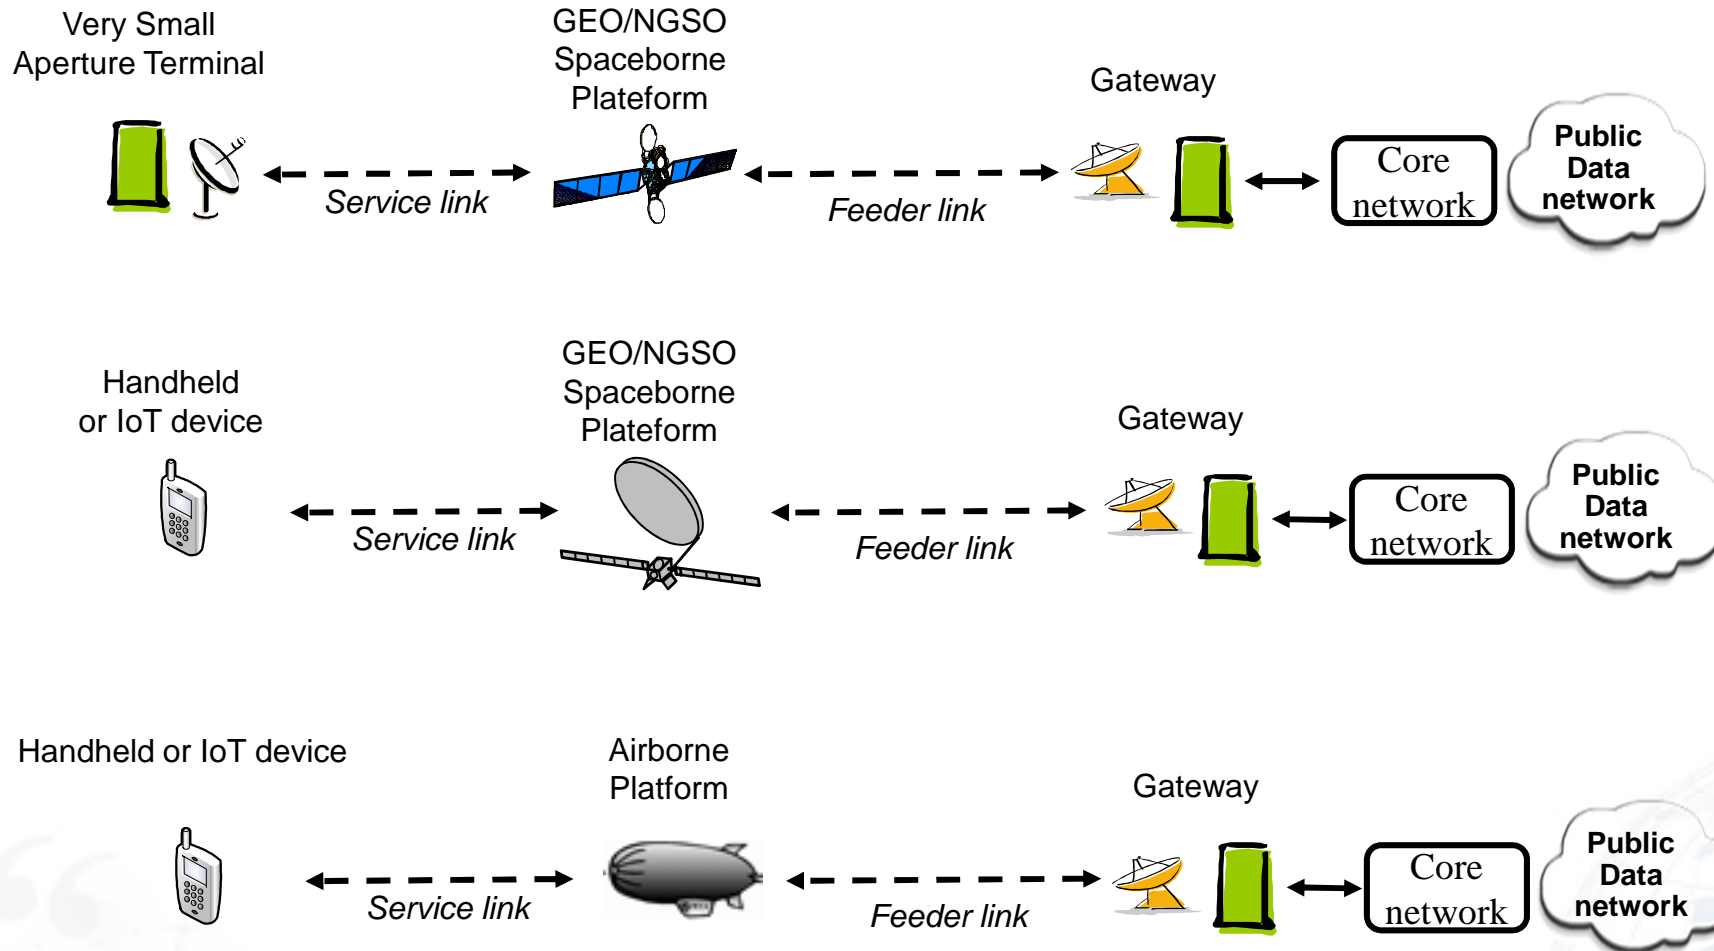 Very Small
Aperture Terminal
GEO/NGSO
Spaceborne
Plateform
Gateway
Service link
Feeder link
Core
network
Public
Data
network
Handheld
or IoT device
GEO/NGSO
Spaceborne
Plateform
Gateway
Service link
Feeder link
Core
network
Public
Data
network
Handheld or IoT device
Airborne
Platform
Gateway
Service link
Feeder link
Core
network
Public
Data
network